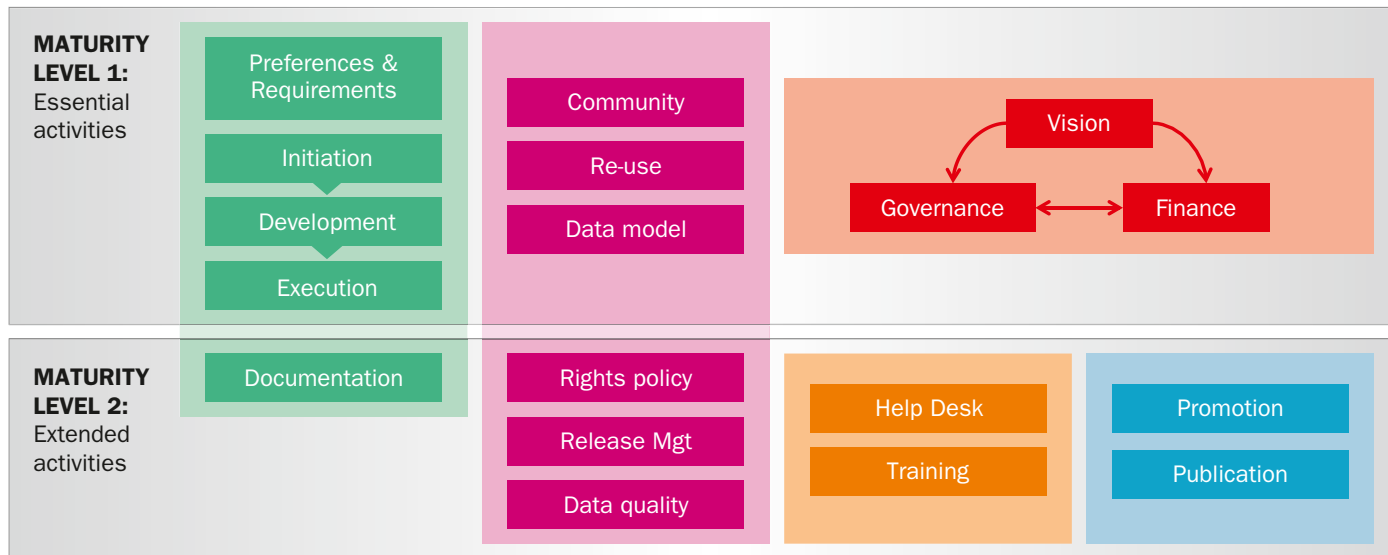 MATURITY
LEVEL 1:
Essential
activities
Preferences &
Requirements
Initiation
Development
Execution
Community
Re-use
Data model
Vision
Governance
Finance
MATURITY
LEVEL 2:
Extended
activities
Documentation
Rights policy
Release Mgt
Data quality
Help Desk
Training
Promotion
Publication